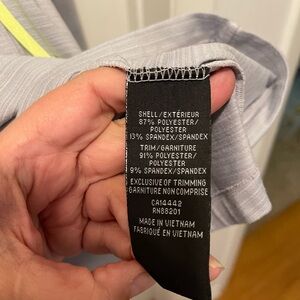 SHELL/EXTÉRIEUR
87% POLYESTER/
POLYESTER
13% SPANDEX/SPANDEX
TRIM/GARNITURE
91% POLYESTER/
POLYESTER
9% SPANDEX/SPANDEX
EXCLUSIVE OF TRIMMING
GARNITURE NON COMPRISE
CA14442
RN88201
MADE IN VIETNAM
FABRIQUÉ EN VIETNAM